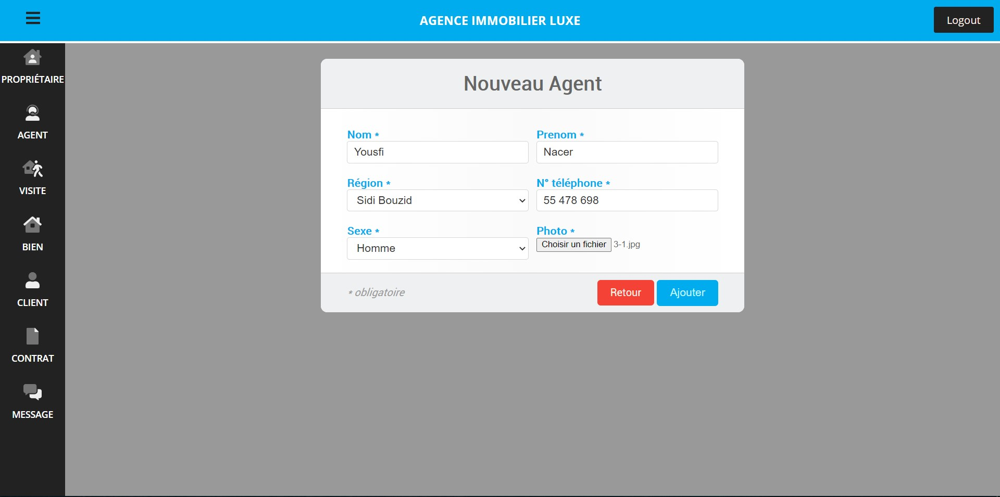 AGENCE IMMOBILIER LUXE
Logout
PROPRIÉTAIRE
AGENT
VISITE
BIEN
CLIENT
CONTRAT
MESSAGE
Nouveau Agent
Nom * Prenom *
Yousfi Nacer
Région * N° téléphone *
Sidi Bouzid 55 478 698
Sexe * Photo *
Homme Choisir un fichier 3-1.jpg
* obligatoire Retour Ajouter